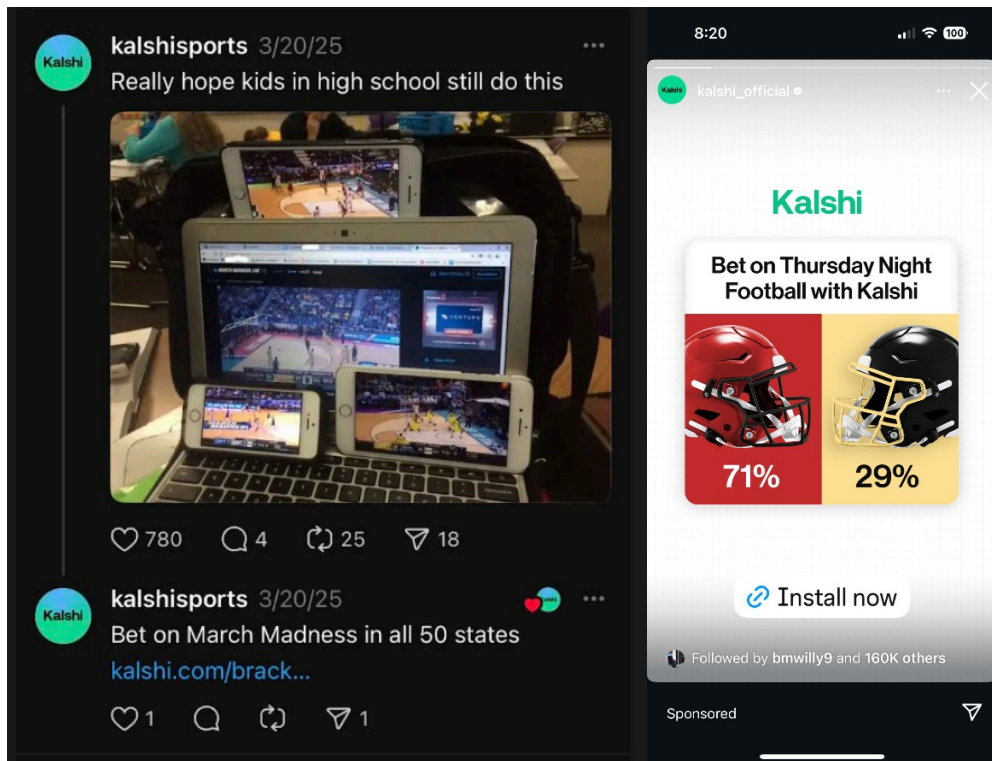 Kalshi
kalshisports 3/20/25
Really hope kids in high school still do this
780
4
25
18
Kalshi
kalshisports 3/20/25
Kalshi
Bet on March Madness in all 50 states
kalshi.com/brack...
1
1
8:20
100
Kalshi
kalshi_official
Kalshi
Bet on Thursday Night
Football with Kalshi
71%
29%
Install now
Followed by bmwilly9 and 160K others
Sponsored